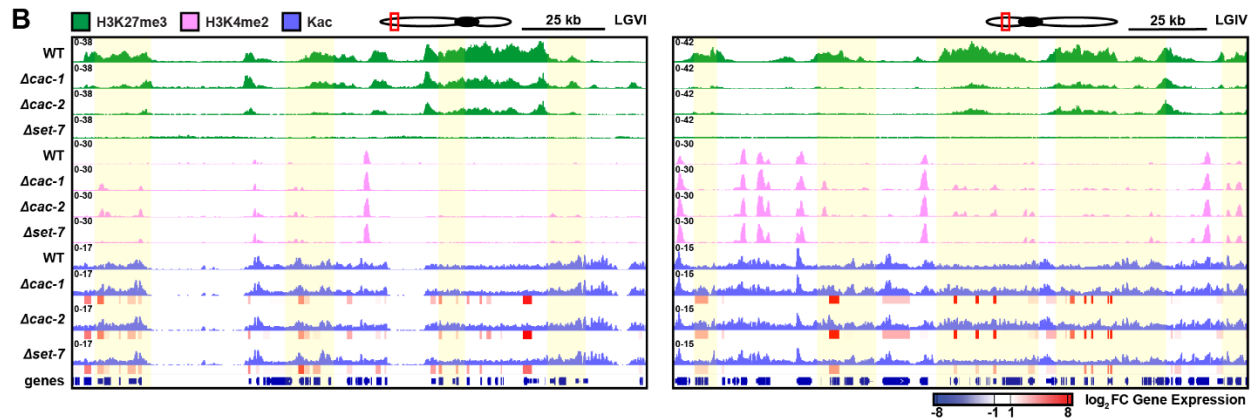 B
H3K27me3 H3K4me2 Kac 25 kb LGVI 25 kb LGIV
WT 0-38 0-42
Δcac-1 0-38 0-42
Δcac-2 0-38 0-42
Δset-7 0-38 0-42
WT 0-30 0-30
Δcac-1 0-30 0-30
Δcac-2 0-30 0-30
Δset-7 0-30 0-30
WT 0-17 0-15
Δcac-1 0-17 0-15
Δcac-2 0-17 0-15
Δset-7 0-17 0-15
genes
-8 -1 1 8 log2FC Gene Expression